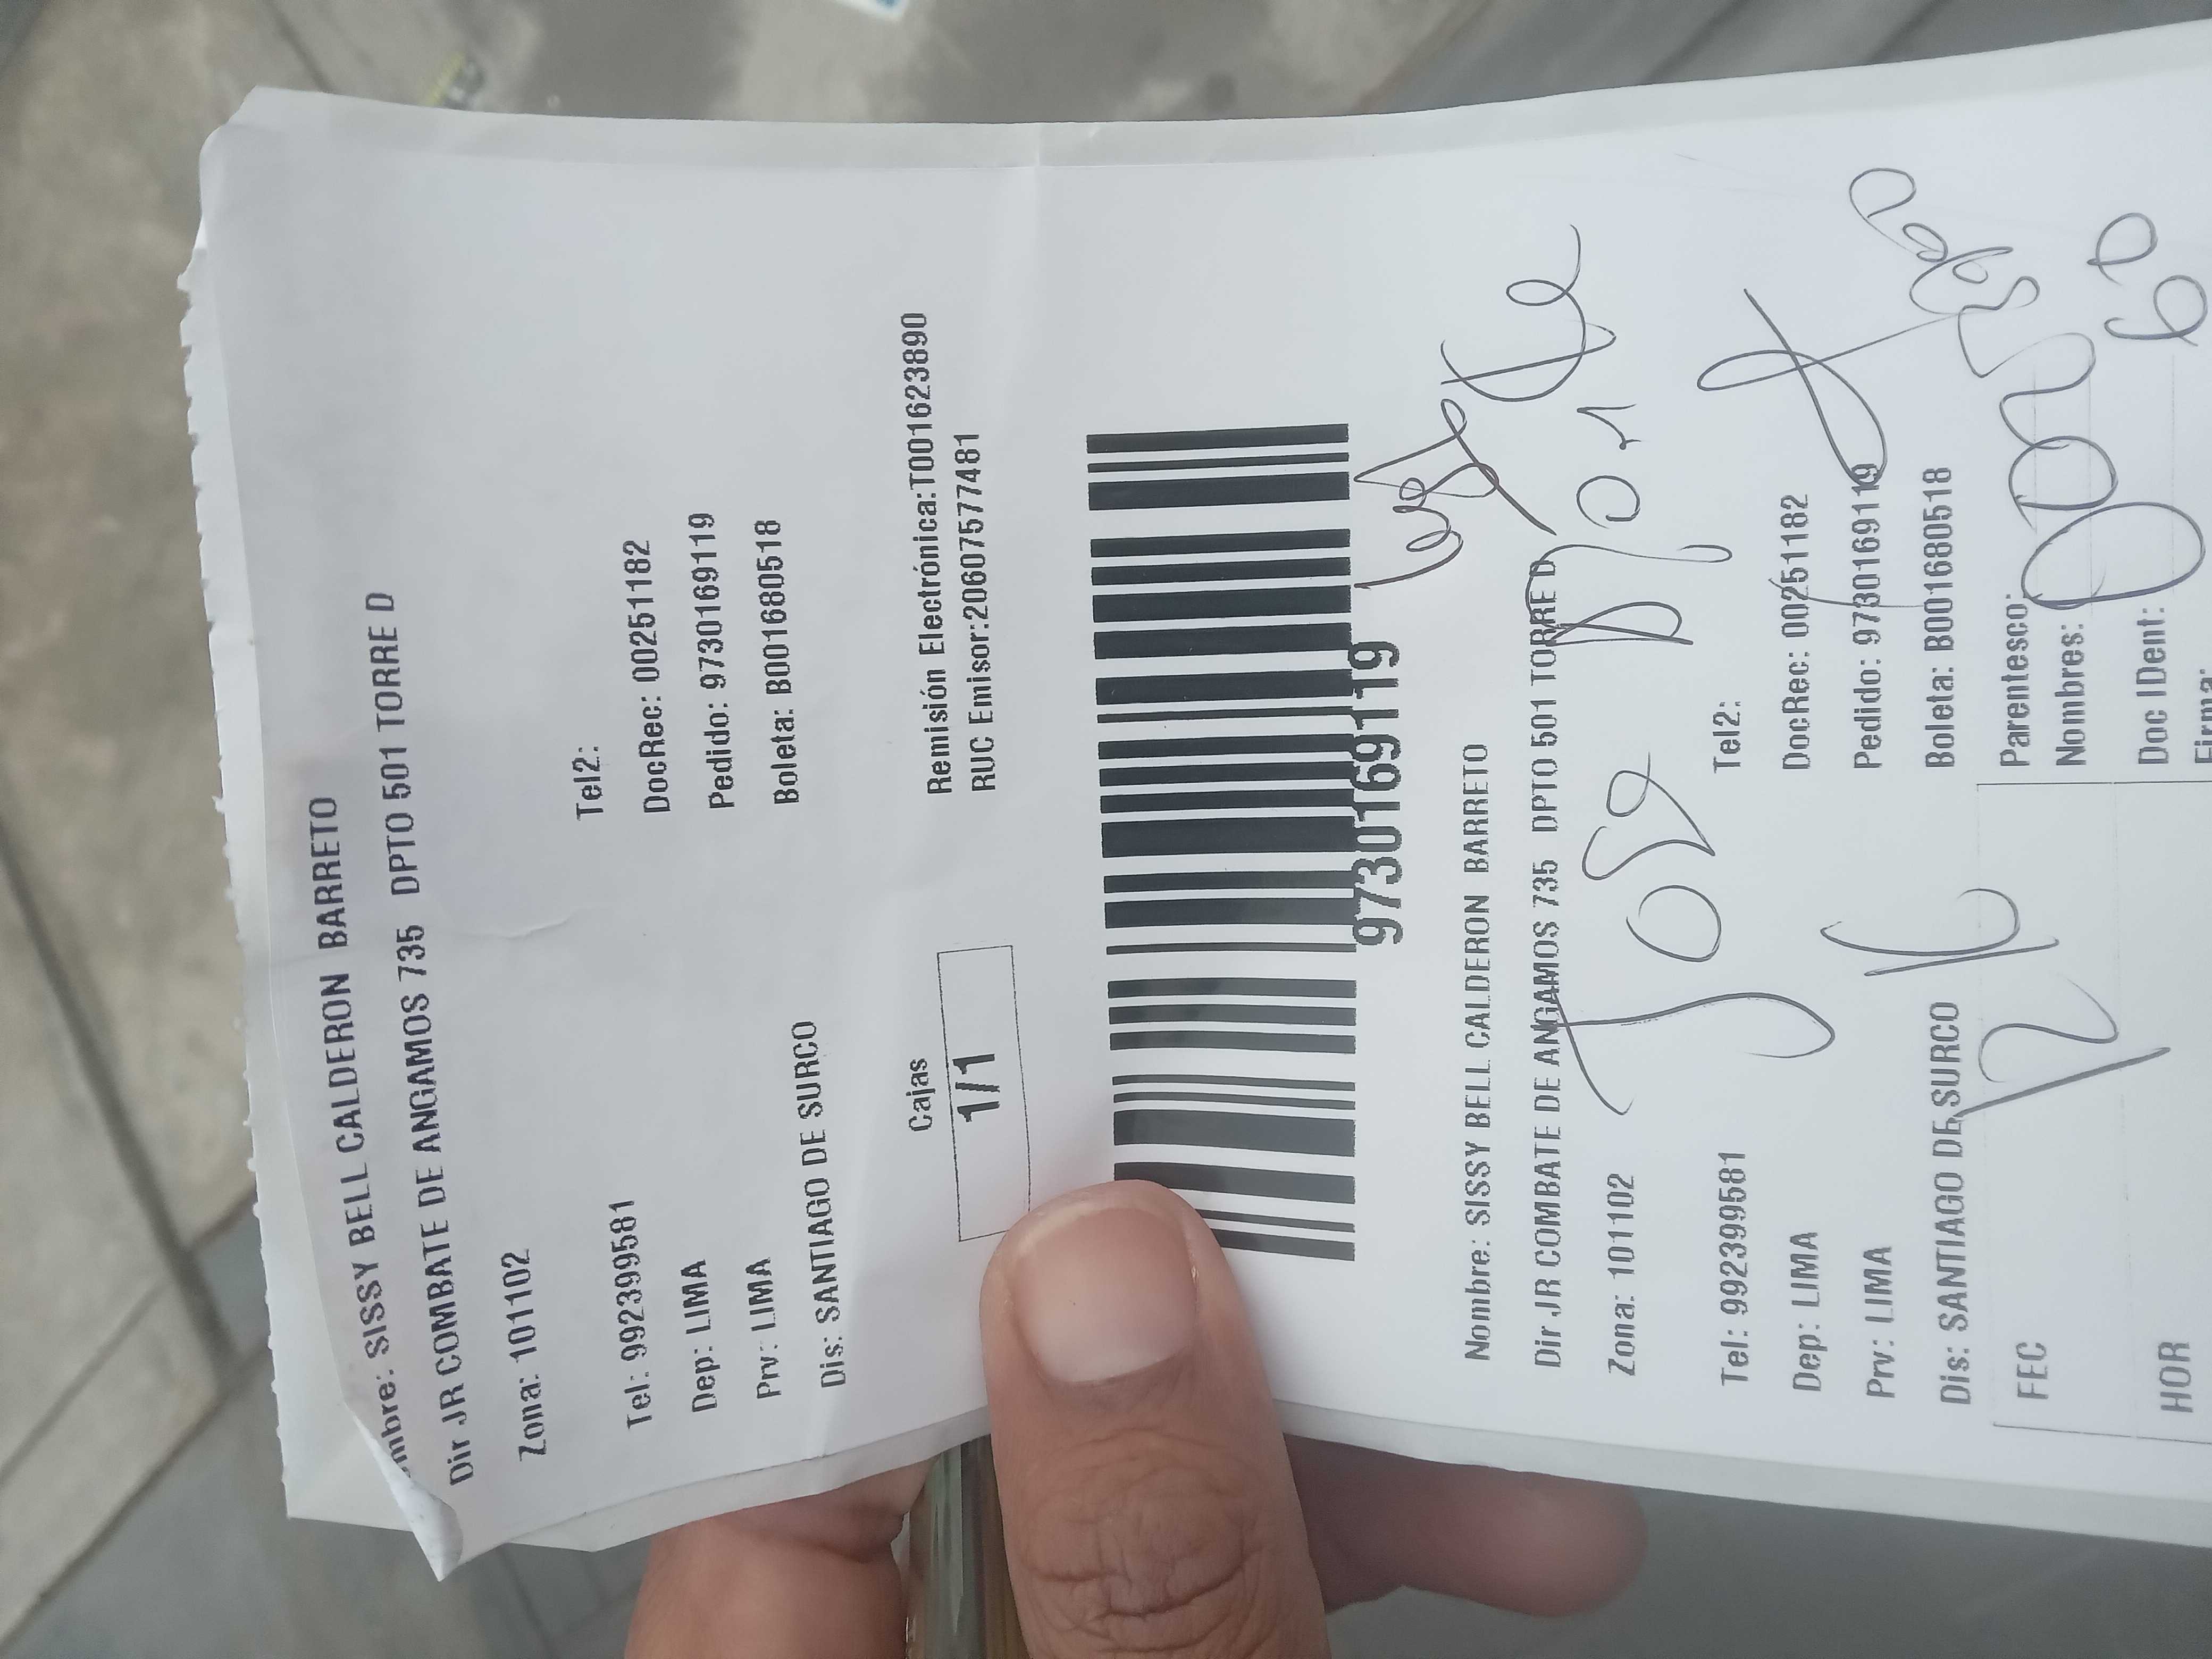 mbre: SISSY BELL CALDERON BARRETO
Dir JR COMBATE DE ANGAMOS 735 DPTO 501 TORRE D
Zona: 101102
Tel: 992399581 Tel2:
Dep: LIMA DocRec: 00251182
Prv: LIMA Pedido: 9730169119
Dis: SANTIAGO DE SURCO Boleta: B001680518
Cajas Remisión Electrónica:T001623890
1/1 RUC Emisor:20607577481
9730169119
Nombre: SISSY BELL CALDERON BARRETO
Dir JR COMBATE DE ANGAMOS 735 DPTO 501 TORRE D
Zona: 101102
Jose
Tel: 992399581 Tel2:
Dep: LIMA DocRec: 00251182
Prv: LIMA Pedido: 9730169119
Dis: SANTIAGO DE SURCO Boleta: B001680518
FEC Parentesco:
Nombres:
HOR Doc IDent:
Firma: